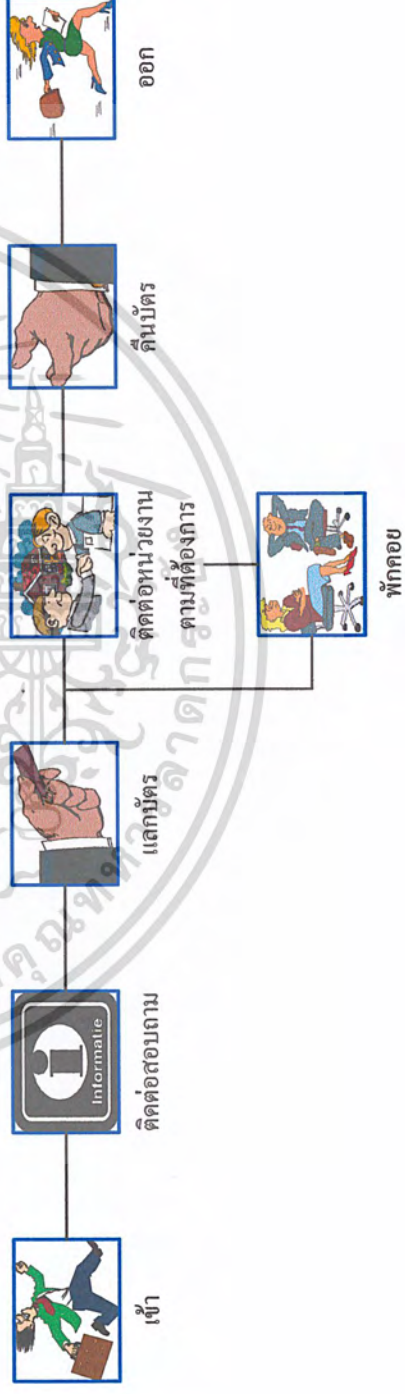 เข้า
ติดต่อสอบถาม
Informatie
แลกบัตร
ติดต่อหน่วยงาน
ตามที่ต้องการ
พักคอย
คืนบัตร
ออก